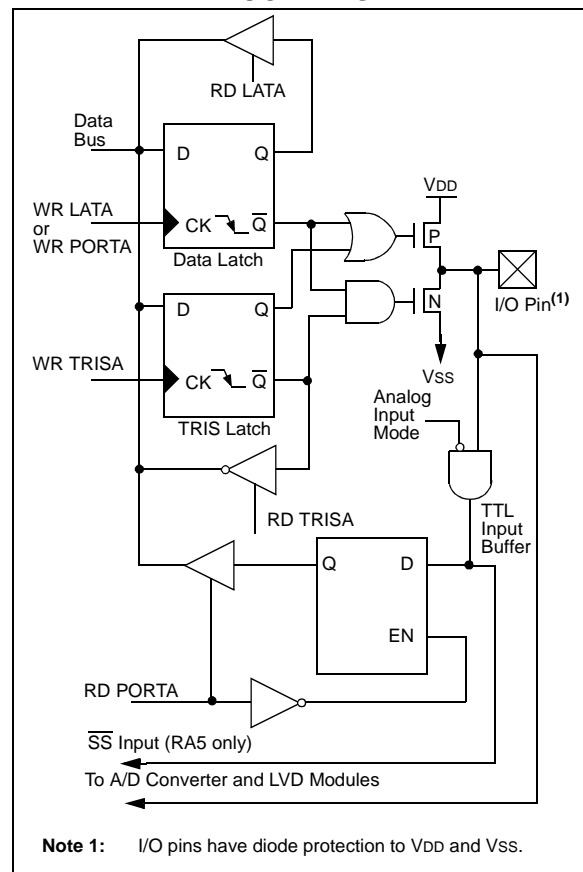 RD LATA
Data
Bus
D Q
WR LATA
or
WR PORTA
CK Q
Data Latch
VDD
P
N
I/O Pin(1)
VSS
D Q
WR TRISA
CK Q
TRIS Latch
Analog
Input
Mode
RD TRISA
TTL
Input
Buffer
Q D
EN
RD PORTA
SS Input (RA5 only)
To A/D Converter and LVD Modules
Note 1: I/O pins have diode protection to VDD and VSS.